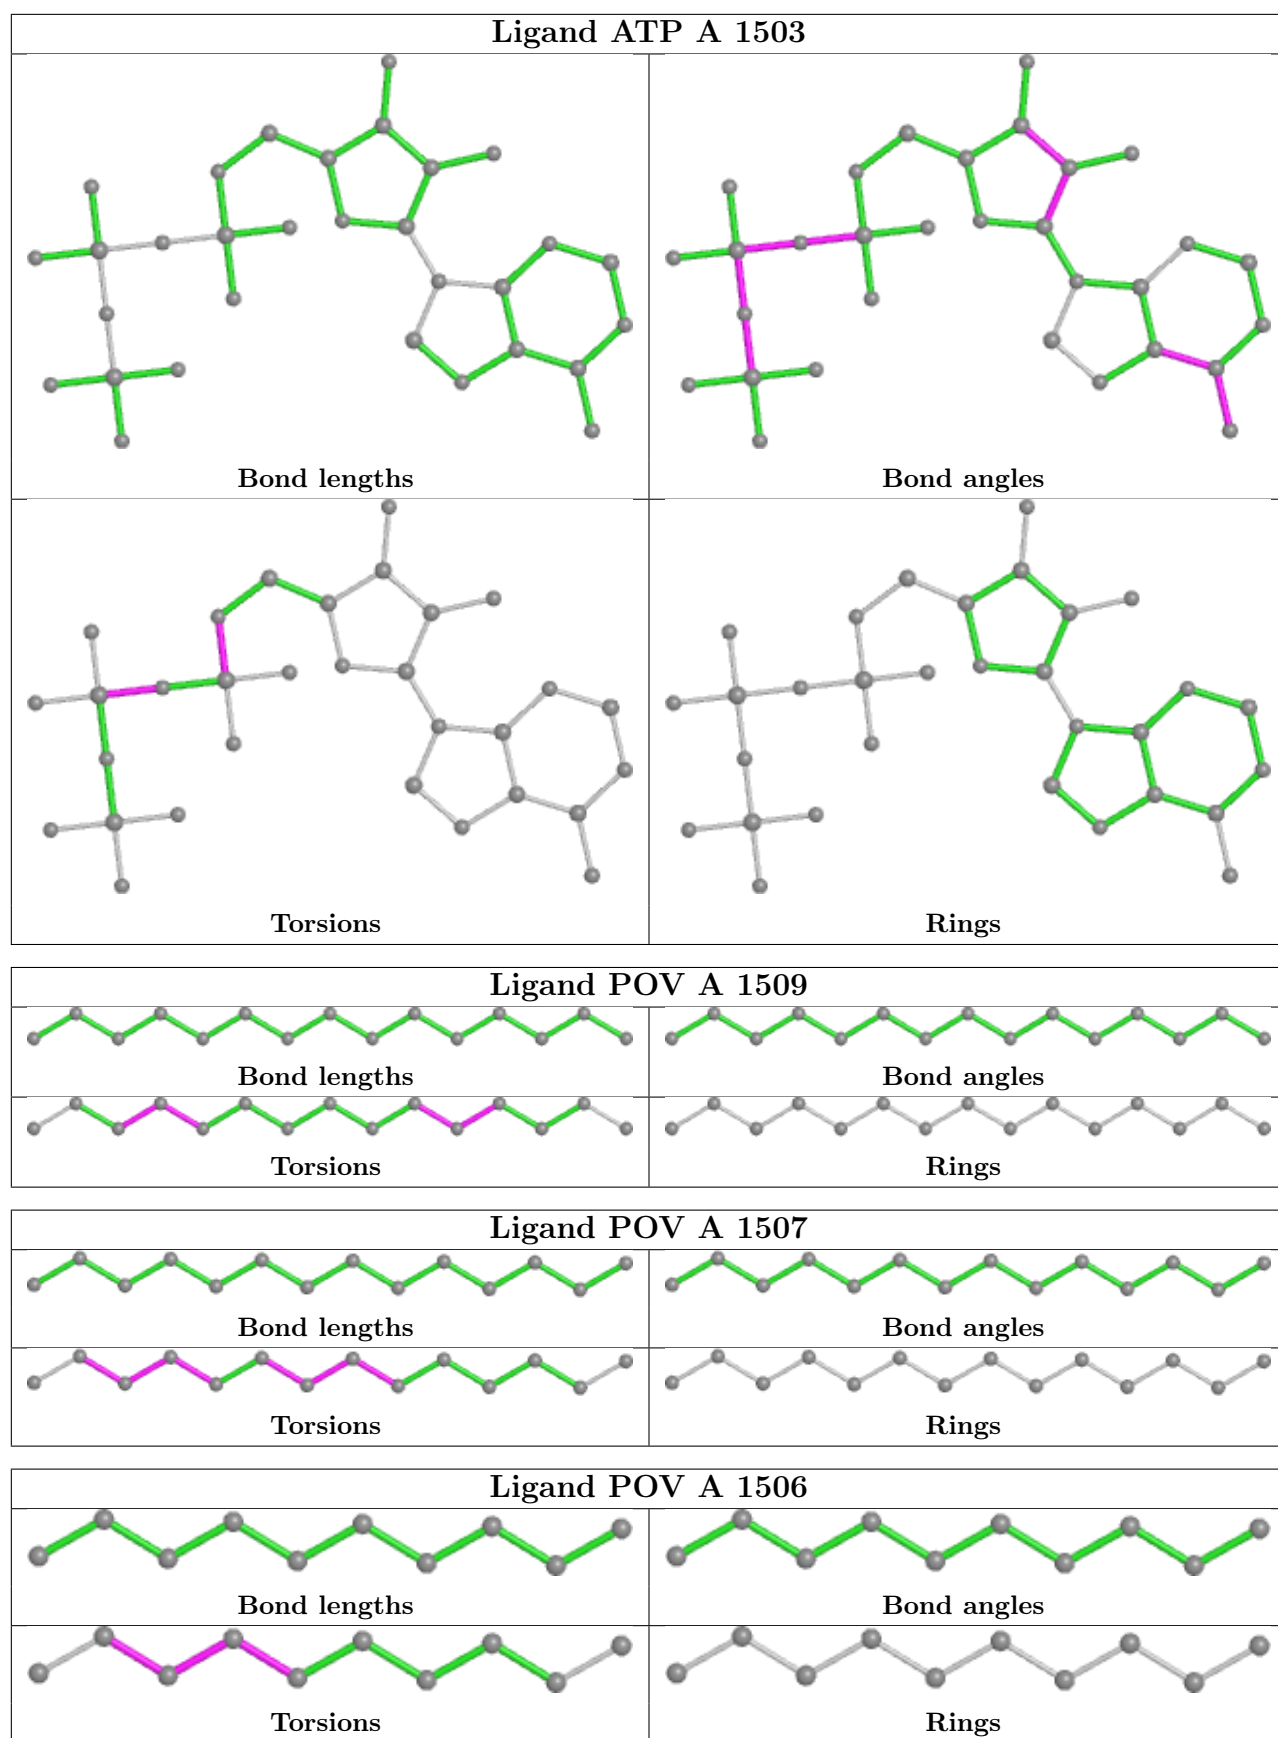 Ligand ATP A 1503
Bond lengths
Bond angles
Torsions
Rings
Ligand POV A 1509
Bond lengths
Bond angles
Torsions
Rings
Ligand POV A 1507
Bond lengths
Bond angles
Torsions
Rings
Ligand POV A 1506
Bond lengths
Bond angles
Torsions
Rings